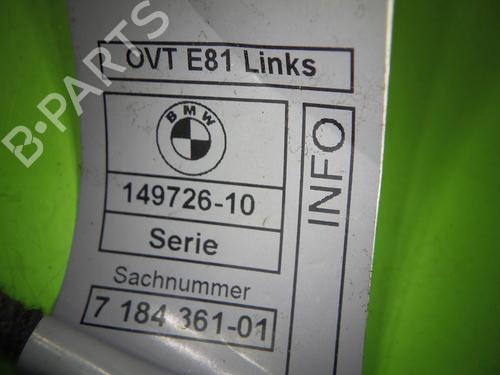 OVT E81 Links
BMW
149726-10
Serie
Sachnummer
7 184 361-01
INFO
B-PARTS